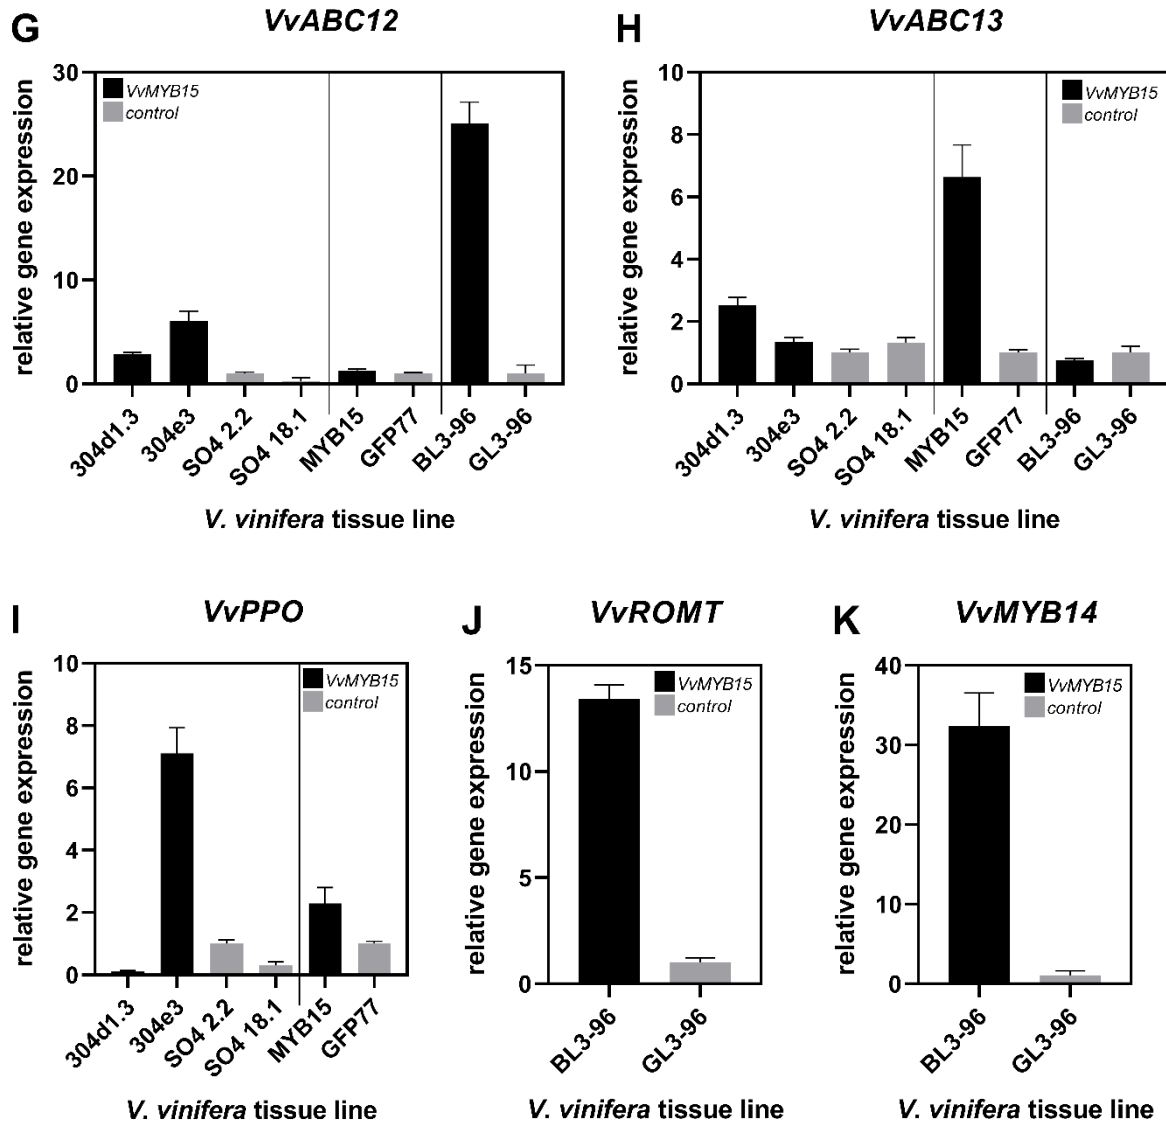 G
VvABC12
relative gene expression
30
20
10
0
VvMYB15
control
304d1.3
304e3
SO4 2.2
SO4 18.1
MYB15
GFP77
BL3-96
GL3-96
V. vinifera tissue line
H
VvABC13
relative gene expression
10
8
6
4
2
0
VvMYB15
control
304d1.3
304e3
SO4 2.2
SO4 18.1
MYB15
GFP77
BL3-96
GL3-96
V. vinifera tissue line
I
VvPPO
relative gene expression
10
8
6
4
2
0
VvMYB15
control
304d1.3
304e3
SO4 2.2
SO4 18.1
MYB15
GFP77
V. vinifera tissue line
J
VvROMT
relative gene expression
15
10
5
0
VvMYB15
control
BL3-96
GL3-96
V. vinifera tissue line
K
VvMYB14
relative gene expression
40
30
20
10
0
VvMYB15
control
BL3-96
GL3-96
V. vinifera tissue line